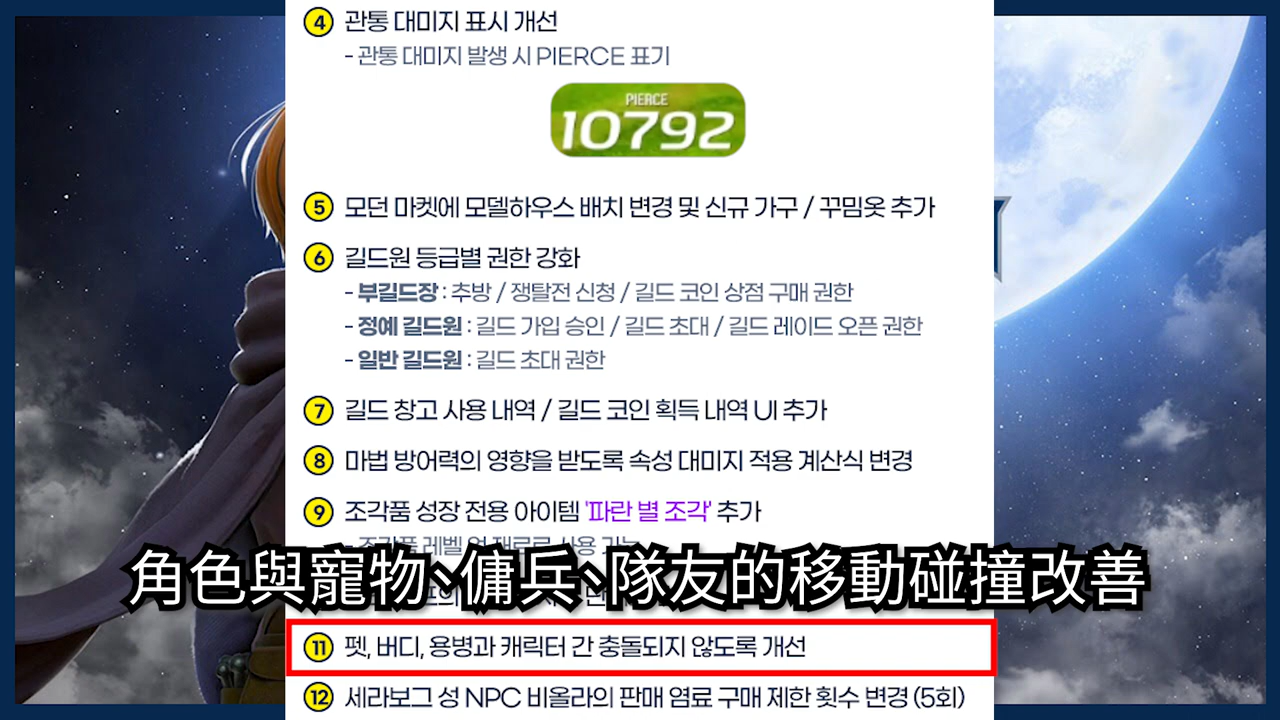 4 관통 대미지 표시 개선
- 관통 대미지 발생 시 PIERCE 표기
PIERCE
10792
5 모던 마켓에 모델하우스 배치 변경 및 신규 가구 / 꾸밈옷 추가
6 길드원 등급별 권한 강화
- 부길드장 : 추방 / 쟁탈전 신청 / 길드 코인 상점 구매 권한
- 정예 길드원 : 길드 가입 승인 / 길드 초대 / 길드 레이드 오픈 권한
- 일반 길드원 : 길드 초대 권한
7 길드 창고 사용 내역 / 길드 코인 획득 내역 UI 추가
8 마법 방어력의 영향을 받도록 속성 대미지 적용 계산식 변경
9 조각품 성장 전용 아이템 '파란 별 조각' 추가
角色與寵物、傭兵、隊友的移動碰撞改善
11 펫, 버디, 용병과 캐릭터 간 충돌되지 않도록 개선
12 세라보그 성 NPC 비올라의 판매 염료 구매 제한 횟수 변경 (5회)